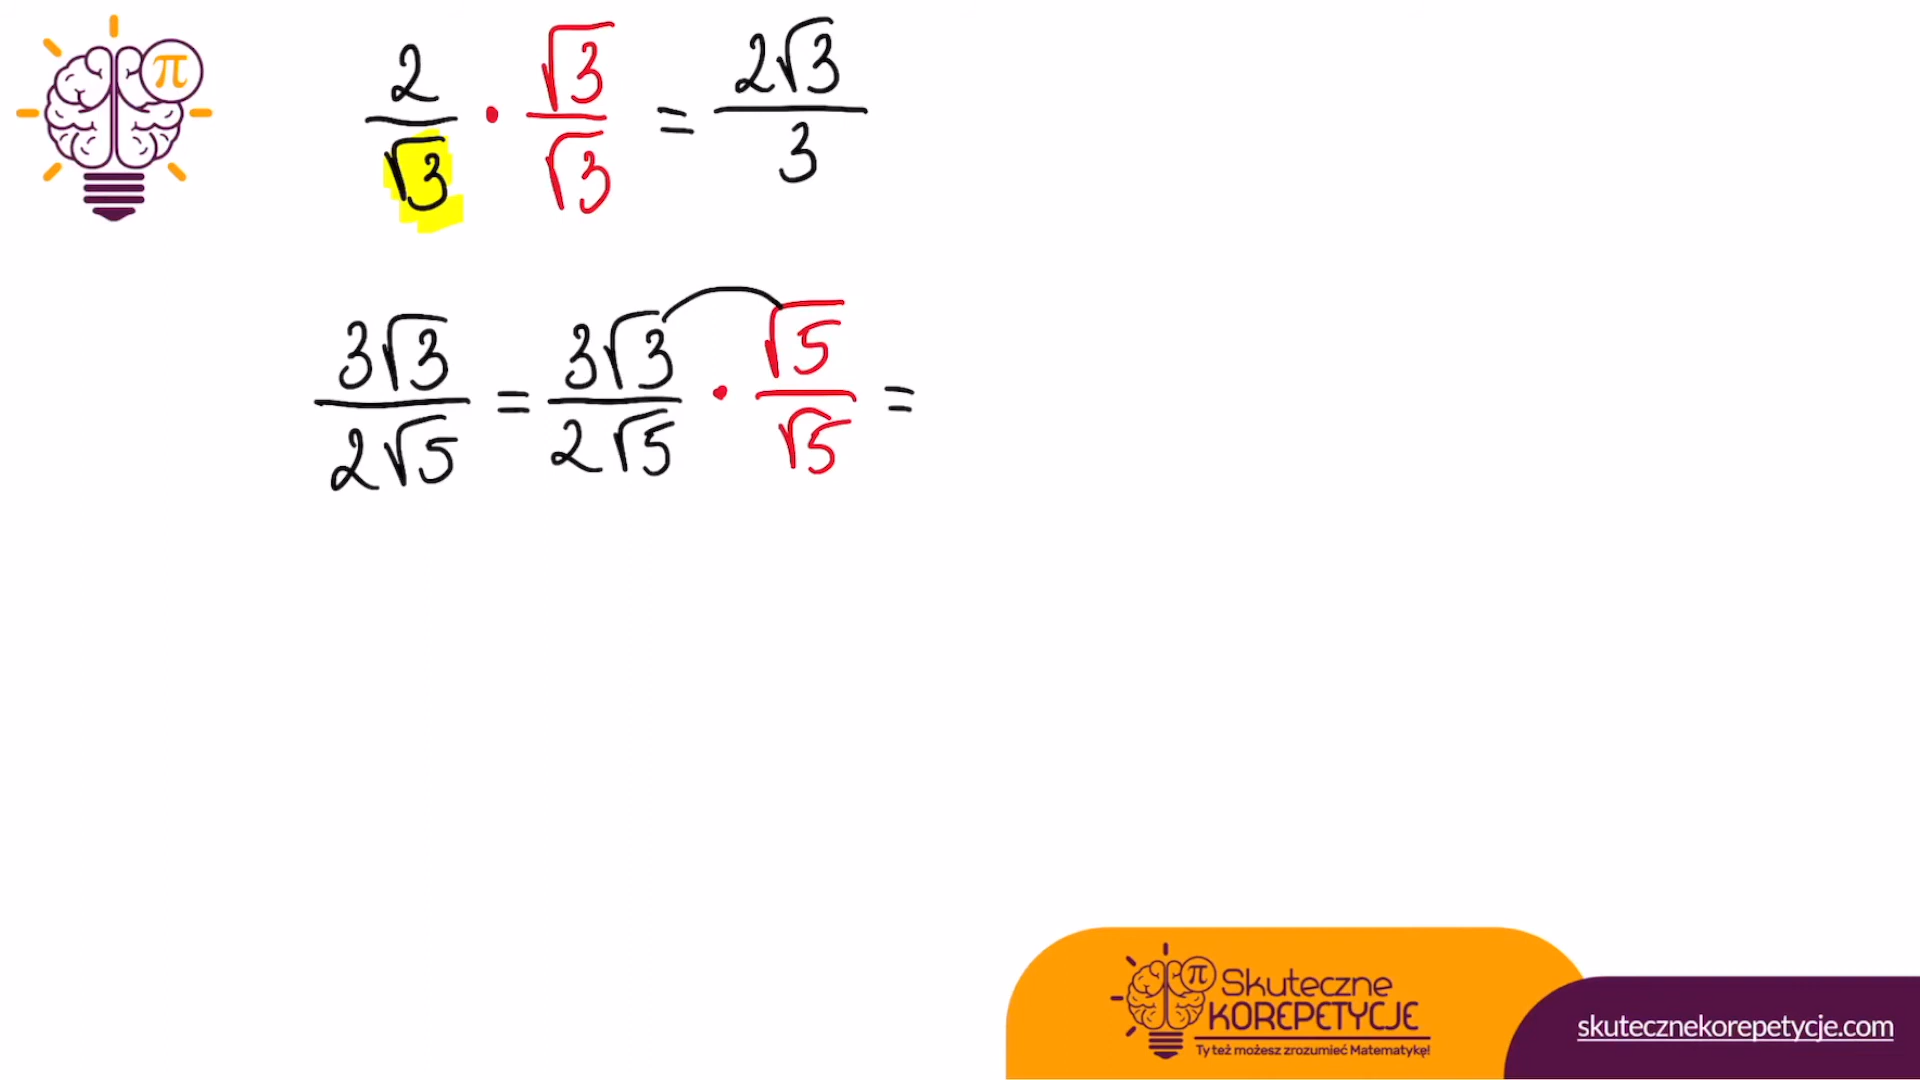 π
2/√3 · √3/√3 = 2√3/3
3√3/2√5 = 3√3/2√5 · √5/√5 =
π Skuteczne
KOREPETYCJE
Ty też możesz zrozumieć Matematykę!
skutecznekorepetycje.com